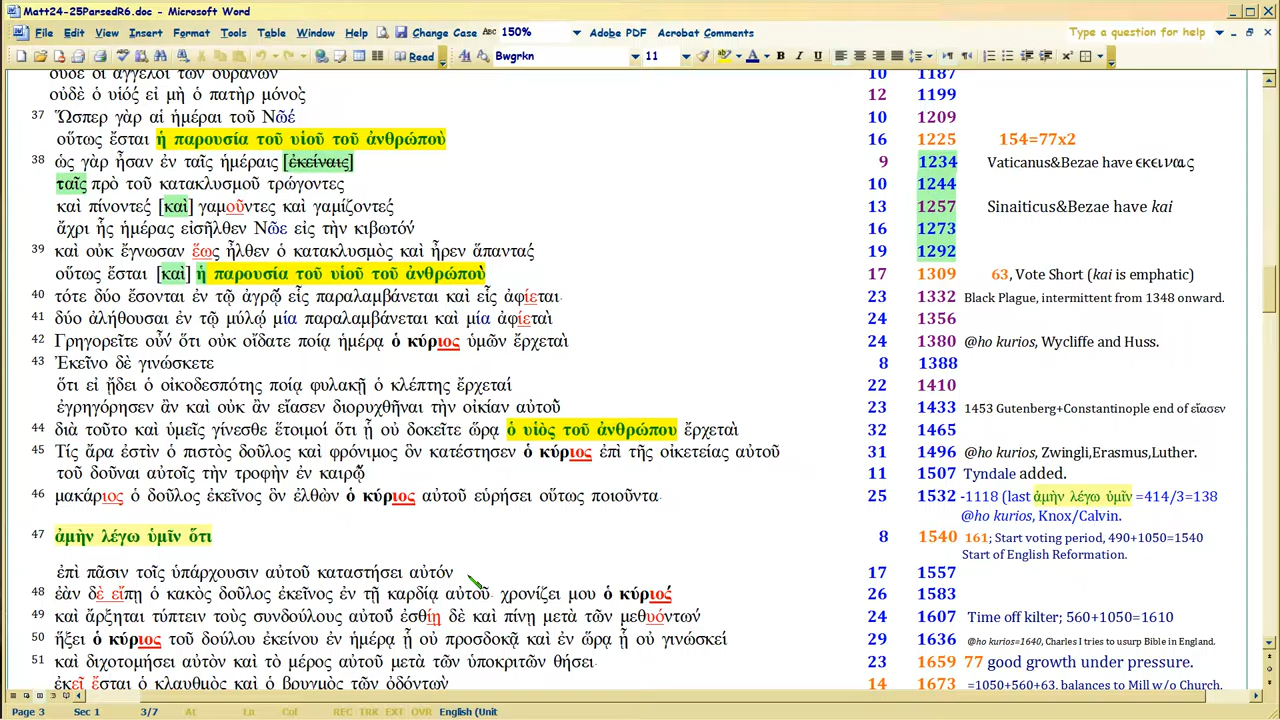 Matt24-25ParsedR6.doc - Microsoft Word
File Edit View Insert Format Tools Table Window Help Change Case 150% Adobe PDF Acrobat Comments Type a question for help
Read Bwgrkn 11
οὐδὲ οἱ ἄγγελοι τῶν οὐρανῶν 10 1187
οὐδὲ ὁ υἱός εἰ μὴ ὁ πατὴρ μόνος 12 1199
37 Ὥσπερ γὰρ αἱ ἡμέραι τοῦ Νῶέ 10 1209
οὕτως ἔσται ἡ παρουσία τοῦ υἱοῦ τοῦ ἀνθρώπου 16 1225 154=77x2
38 ὡς γὰρ ἦσαν ἐν ταῖς ἡμέραις [ἐκείναις] 9 1234 Vaticanus&Bezae have εκειναις
ταῖς πρὸ τοῦ κατακλυσμοῦ τρώγοντες 10 1244
καὶ πίνοντές [καὶ] γαμοῦντες καὶ γαμίζοντές 13 1257 Sinaiticus&Bezae have kai
ἄχρι ἧς ἡμέρας εἰσῆλθεν Νῶε εἰς τὴν κιβωτόν 16 1273
39 καὶ οὐκ ἔγνωσαν ἕως ἦλθεν ὁ κατακλυσμὸς καὶ ἦρεν ἅπαντάς 19 1292
οὕτως ἔσται [καὶ] ἡ παρουσία τοῦ υἱοῦ τοῦ ἀνθρώπου 17 1309 63, Vote Short (kai is emphatic)
40 τότε δύο ἔσονται ἐν τῷ ἀγρῷ εἷς παραλαμβάνεται καὶ εἷς ἀφίεται 23 1332 Black Plague, intermittent from 1348 onward.
41 δύο ἀλήθουσαι ἐν τῷ μύλῳ μία παραλαμβάνεται καὶ μία ἀφίεταὶ 24 1356
42 Γρηγορεῖτε οὖν ὅτι οὐκ οἴδατε ποίᾳ ἡμέρᾳ ὁ κύριος ὑμῶν ἔρχεταὶ 24 1380 @ho kurios, Wycliffe and Huss.
43 Ἐκεῖνο δὲ γινώσκετε 8 1388
ὅτι εἰ ᾔδει ὁ οἰκοδεσπότης ποίᾳ φυλακῇ ὁ κλέπτης ἔρχεταί 22 1410
ἐγρηγόρησεν ἂν καὶ οὐκ ἂν εἴασεν διορυχθῆναι τὴν οἰκίαν αὐτοῦ 23 1433 1453 Gutenberg+Constantinople end of εἴασεν
44 διὰ τοῦτο καὶ ὑμεῖς γίνεσθε ἕτοιμοί ὅτι ᾗ οὐ δοκεῖτε ὥρᾳ ὁ υἱὸς τοῦ ἀνθρώπου ἔρχεταὶ 32 1465
45 Τίς ἄρα ἐστὶν ὁ πιστὸς δοῦλος καὶ φρόνιμος ὃν κατέστησεν ὁ κύριος ἐπὶ τῆς οἰκετείας αὐτοῦ 31 1496 @ho kurios, Zwingli,Erasmus,Luther.
τοῦ δοῦναι αὐτοῖς τὴν τροφὴν ἐν καιρῷ 11 1507 Tyndale added.
46 μακάριος ὁ δοῦλος ἐκεῖνος ὃν ἐλθὼν ὁ κύριος αὐτοῦ εὑρήσει οὕτως ποιοῦντα 25 1532 -1118 (last ἀμὴν λέγω ὑμῖν =414/3=138
@ho kurios, Knox/Calvin.
47 ἀμὴν λέγω ὑμῖν ὅτι 8 1540 161; Start voting period, 490+1050=1540
Start of English Reformation.
ἐπὶ πᾶσιν τοῖς ὑπάρχουσιν αὐτοῦ καταστήσει αὐτόν 17 1557
48 ἐὰν δὲ εἴπῃ ὁ κακὸς δοῦλος ἐκεῖνος ἐν τῇ καρδίᾳ αὐτοῦ χρονίζει μου ὁ κύριος 26 1583
49 καὶ ἄρξηται τύπτειν τοὺς συνδούλους αὐτοῦ ἐσθίῃ δὲ καὶ πίνῃ μετὰ τῶν μεθυόντων 24 1607 Time off kilter; 560+1050=1610
50 ἥξει ὁ κύριος τοῦ δούλου ἐκείνου ἐν ἡμέρᾳ ᾗ οὐ προσδοκᾷ καὶ ἐν ὥρᾳ ᾗ οὐ γινώσκεί 29 1636 @ho kurios=1640, Charles I tries to usurp Bible in England.
51 καὶ διχοτομήσει αὐτὸν καὶ τὸ μέρος αὐτοῦ μετὰ τῶν ὑποκριτῶν θήσει 23 1659 77 good growth under pressure.
ἐκεῖ ἔσται ὁ κλαυθμὸς καὶ ὁ βρυγμὸς τῶν ὀδόντων 14 1673 =1050+560+63, balances to Mill w/o Church.
Page 3 Sec 1 3/7 At Ln Col REC TRK EXT OVR English (Unit